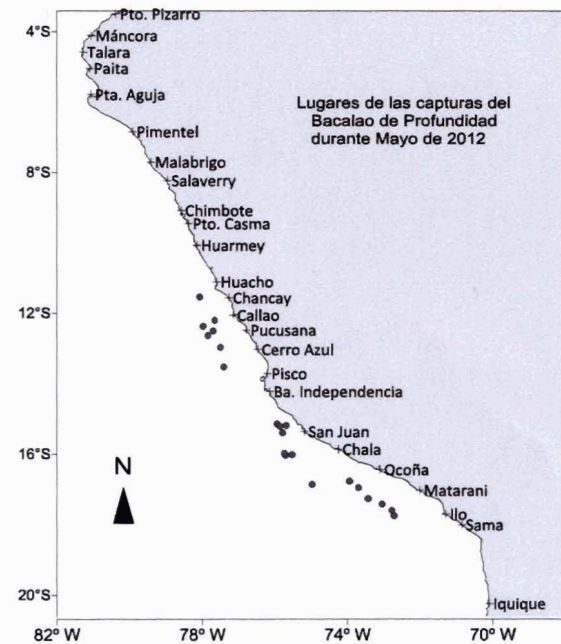 4°S
Pto. Pizarro
Máncora
Talara
Paita
Pta. Aguja
Lugares de las capturas del
Bacalao de Profundidad
durante Mayo de 2012
Pimentel
8°S
Malabrigo
Salaverry
Chimbote
Pto. Casma
Huarmey
Huacho
12°S
Chancay
Callao
Pucusana
Cerro Azul
Pisco
Ba. Independencia
San Juan
16°S
Chala
Ocoña
N
Matarani
Ilo
Sama
20°S
Iquique
82° W
78° W
74° W
70° W